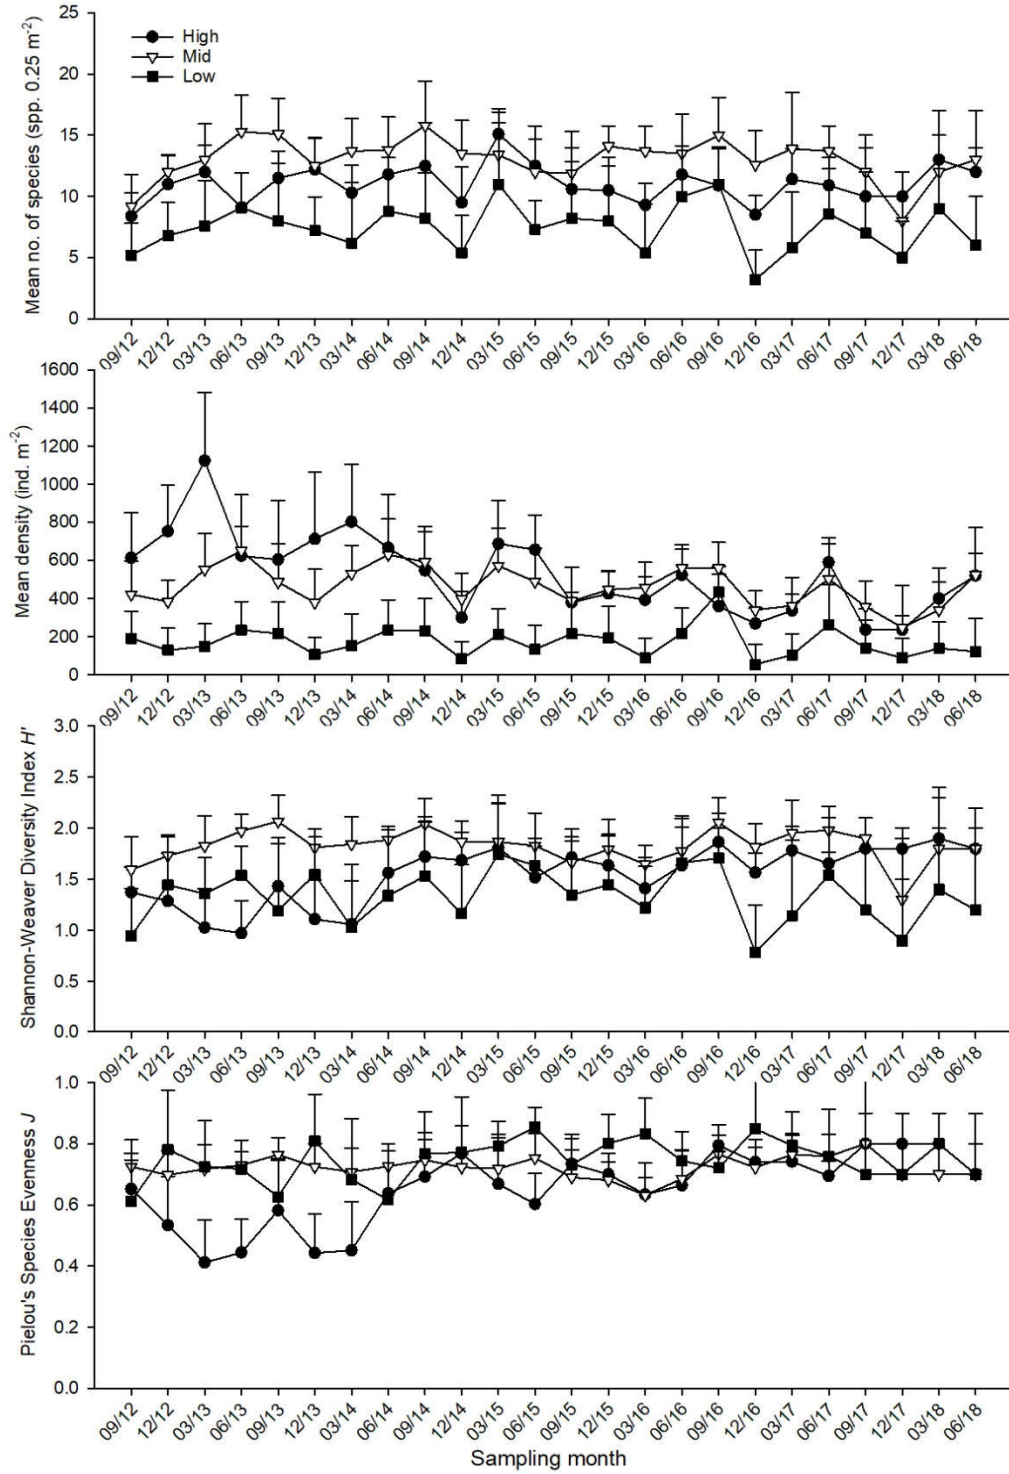 Mean no. of species (spp. 0.25 m⁻²)
25
20
15
10
5
0
High
Mid
Low
09/12 12/12 03/13 06/13 09/13 12/13 03/14 06/14 09/14 12/14 03/15 06/15 09/15 12/15 03/16 06/16 09/16 12/16 03/17 06/17 09/17 12/17 03/18 06/18
Mean density (ind. m⁻²)
1600
1400
1200
1000
800
600
400
200
0
09/12 12/12 03/13 06/13 09/13 12/13 03/14 06/14 09/14 12/14 03/15 06/15 09/15 12/15 03/16 06/16 09/16 12/16 03/17 06/17 09/17 12/17 03/18 06/18
Shannon-Weaver Diversity Index H'
3.0
2.5
2.0
1.5
1.0
0.5
0.0
09/12 12/12 03/13 06/13 09/13 12/13 03/14 06/14 09/14 12/14 03/15 06/15 09/15 12/15 03/16 06/16 09/16 12/16 03/17 06/17 09/17 12/17 03/18 06/18
Pielou's Species Evenness J
1.0
0.8
0.6
0.4
0.2
0.0
09/12 12/12 03/13 06/13 09/13 12/13 03/14 06/14 09/14 12/14 03/15 06/15 09/15 12/15 03/16 06/16 09/16 12/16 03/17 06/17 09/17 12/17 03/18 06/18
Sampling month